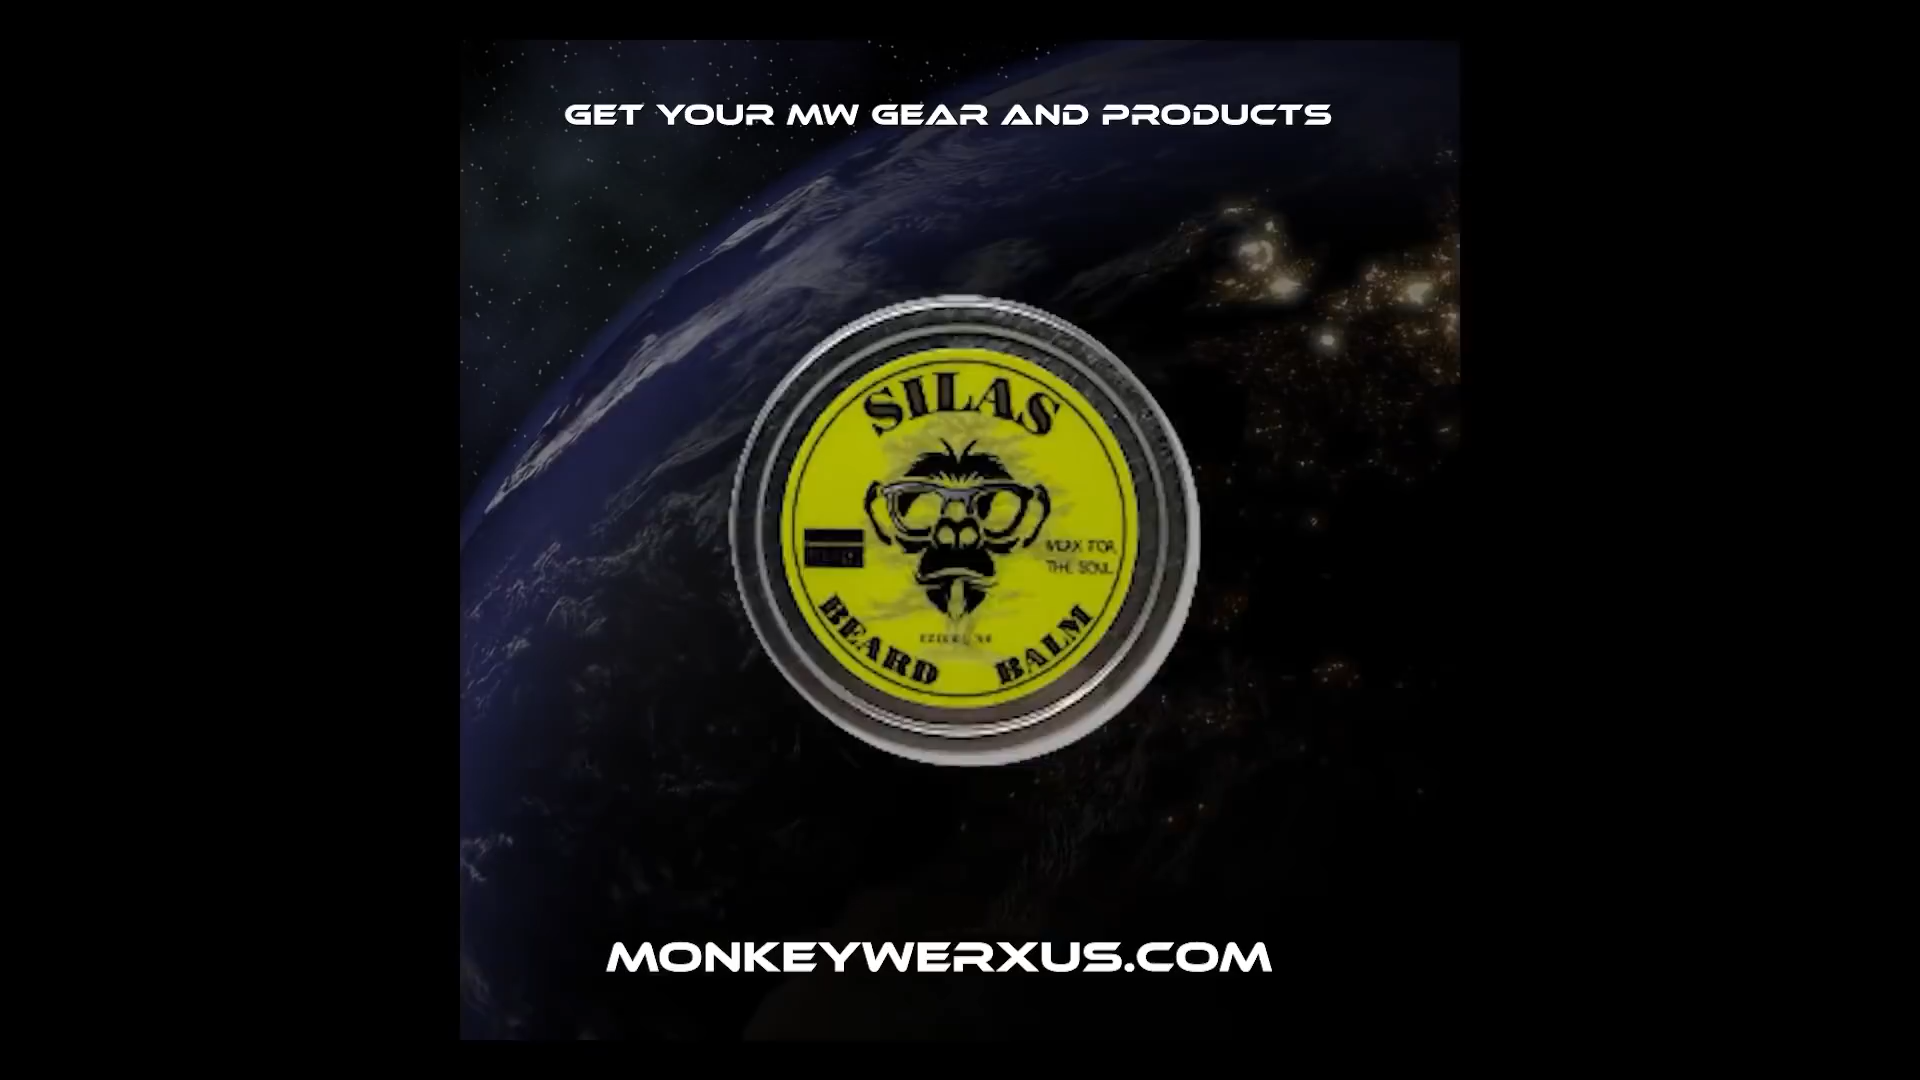 GET YOUR MW GEAR AND PRODUCTS
SILAS
WERX FOR
THE SOUL
BEARD BALM
MONKEYWERXUS.COM